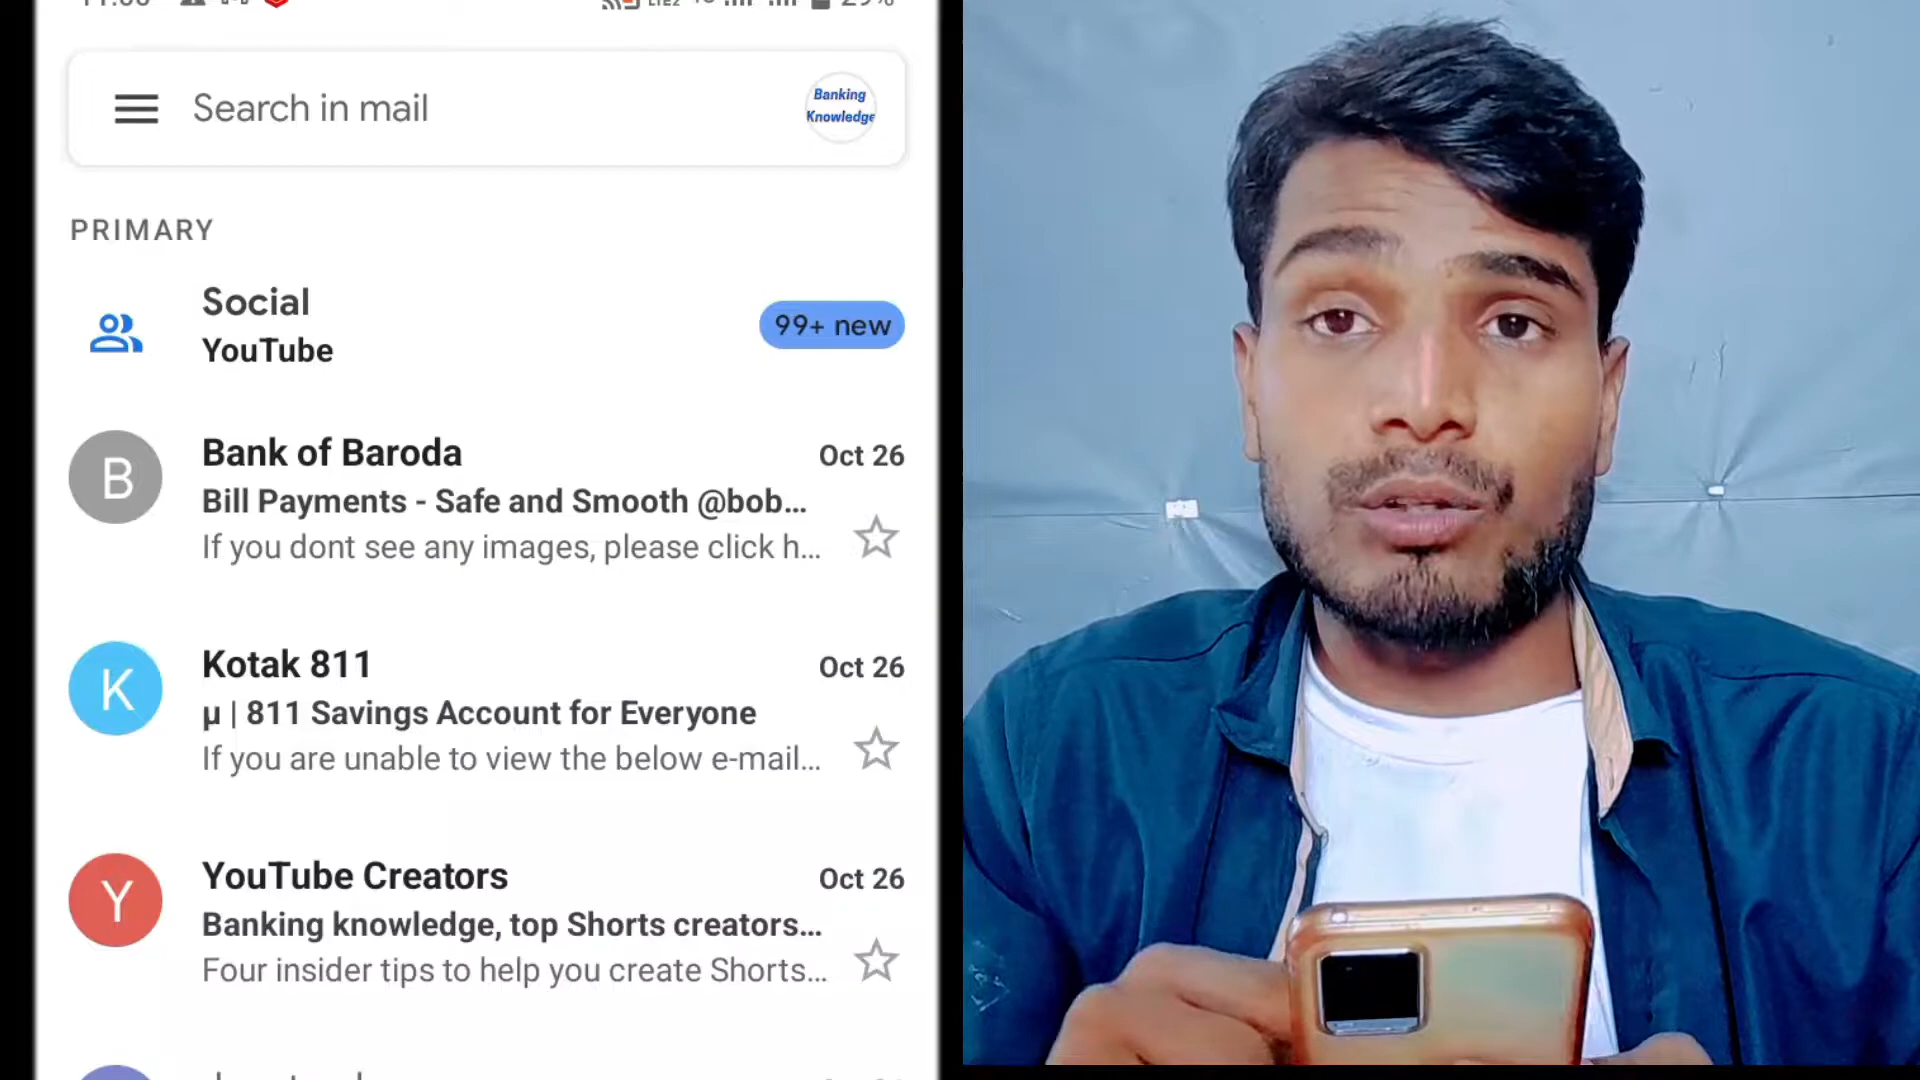 Search in mail
Banking
Knowledge
PRIMARY
Social
99+ new
YouTube
B
Bank of Baroda
Oct 26
Bill Payments - Safe and Smooth @bob...
If you dont see any images, please click h...
K
Kotak 811
Oct 26
µ | 811 Savings Account for Everyone
If you are unable to view the below e-mail...
Y
YouTube Creators
Oct 26
Banking knowledge, top Shorts creators...
Four insider tips to help you create Shorts...